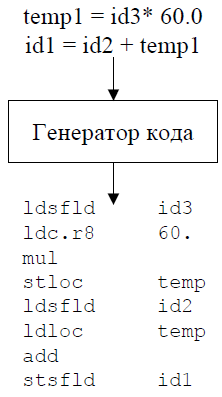 temp1 = id3* 60.0
id1 = id2 + temp1
Генератор кода
ldsfld id3
ldc.r8 60.
mul
stloc temp
ldsfld id2
ldloc temp
add
stsfld id1